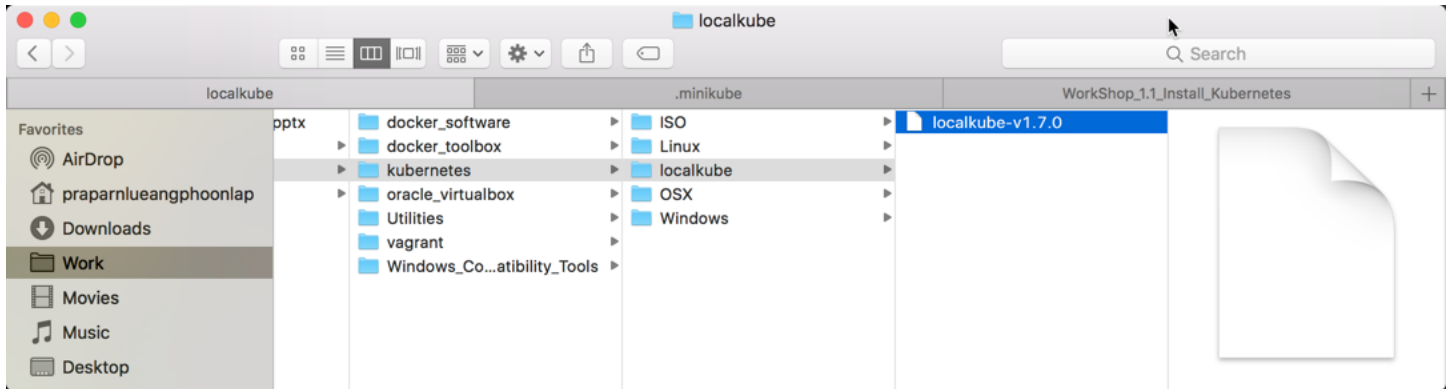 localkube
Search
localkube
.minikube
WorkShop_1.1_Install_Kubernetes
Favorites
AirDrop
praparnlueangphoonlap
Downloads
Work
Movies
Music
Desktop
pptx
docker_software
docker_toolbox
kubernetes
oracle_virtualbox
Utilities
vagrant
Windows_Co...atibility_Tools
ISO
Linux
localkube
OSX
Windows
localkube-v1.7.0